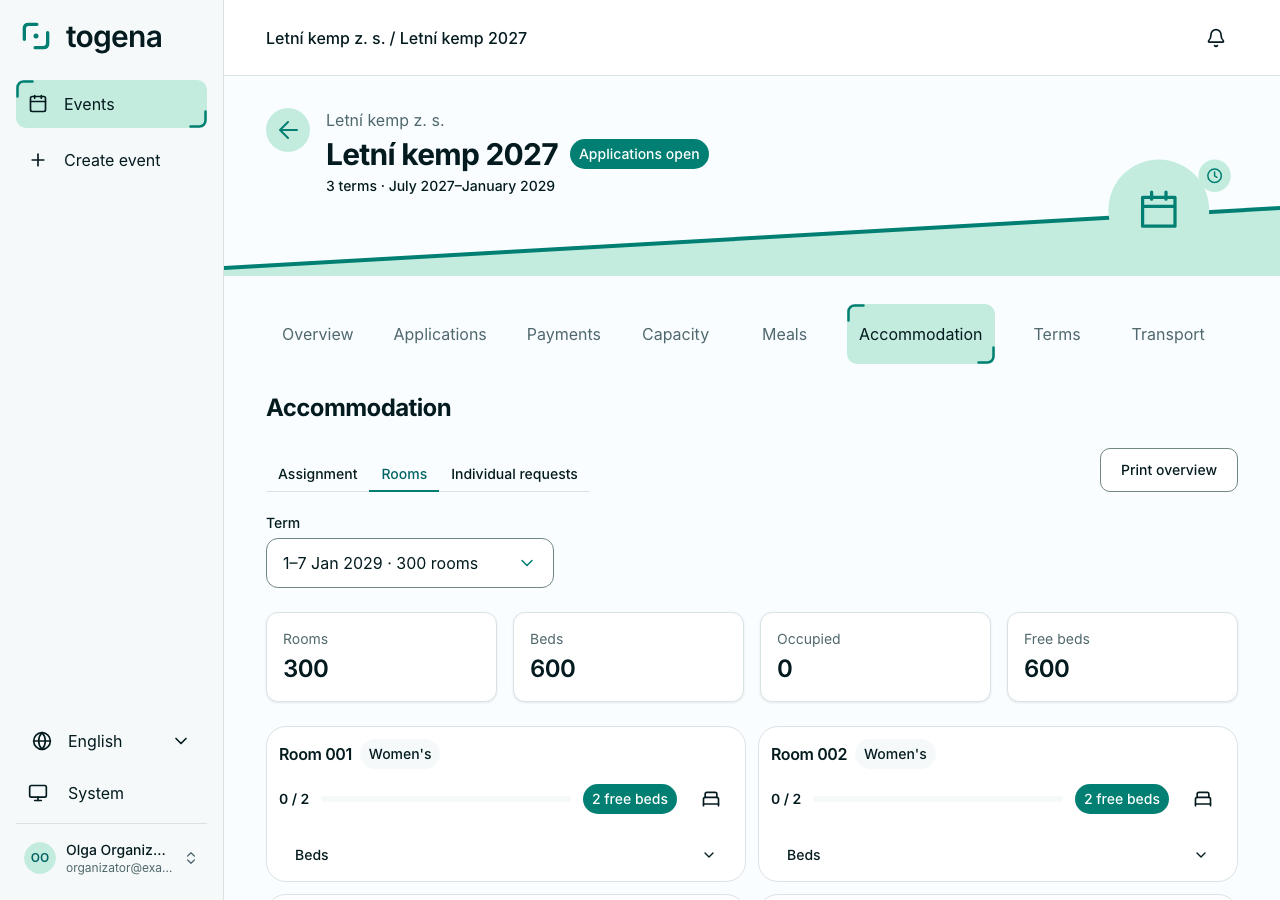 togena
Events
Create event
English
System
OO
Olga Organiz...
organizator@exa...
Letní kemp z. s. / Letní kemp 2027
Letní kemp z. s.
Letní kemp 2027
Applications open
3 terms · July 2027–January 2029
Overview
Applications
Payments
Capacity
Meals
Accommodation
Terms
Transport
Accommodation
Assignment
Rooms
Individual requests
Print overview
Term
1–7 Jan 2029 · 300 rooms
Rooms
300
Beds
600
Occupied
0
Free beds
600
Room 001
Women's
0 / 2
2 free beds
Beds
Room 002
Women's
0 / 2
2 free beds
Beds